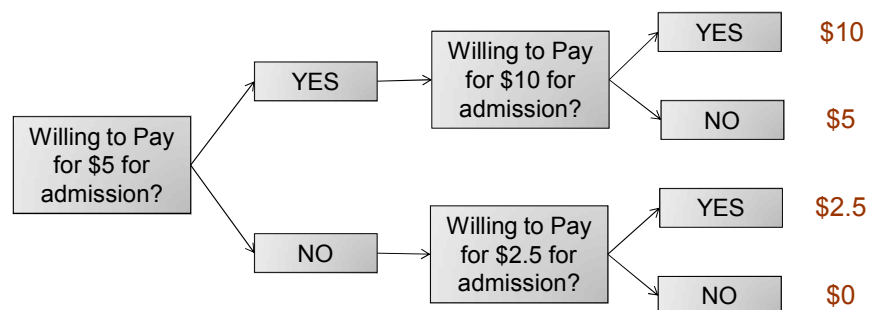 Willing to Pay
for $5 for
admission?
YES
Willing to Pay
for $10 for
admission?
YES
$10
NO
$5
NO
Willing to Pay
for $2.5 for
admission?
YES
$2.5
NO
$0